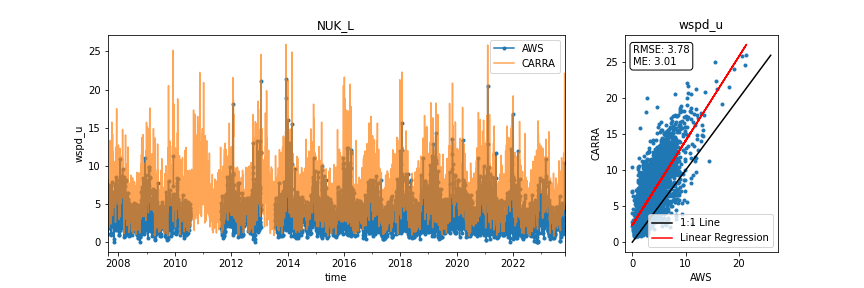 NUK_L
wspd_u
25
20
15
10
5
0
AWS
CARRA
2008 2010 2012 2014 2016 2018 2020 2022
time
wspd_u
CARRA
25
20
15
10
5
0
RMSE: 3.78
ME: 3.01
1:1 Line
Linear Regression
0 10 20
AWS